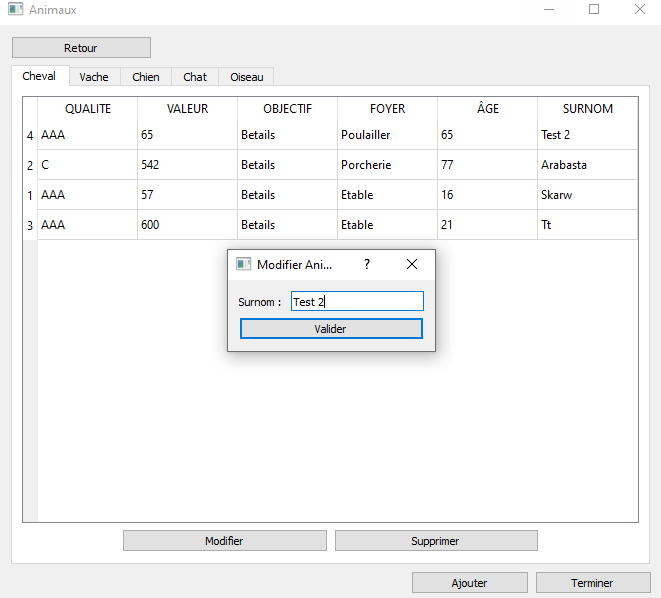 Animaux
Retour
Cheval Vache Chien Chat Oiseau
QUALITE VALEUR OBJECTIF FOYER ÂGE SURNOM
4 AAA 65 Betails Poulailler 65 Test 2
2 C 542 Betails Porcherie 77 Arabasta
1 AAA 57 Betails Etable 16 Skarw
3 AAA 600 Betails Etable 21 Tt
Modifier Ani... ?
Surnom : Test 2
Valider
Modifier Supprimer
Ajouter Terminer